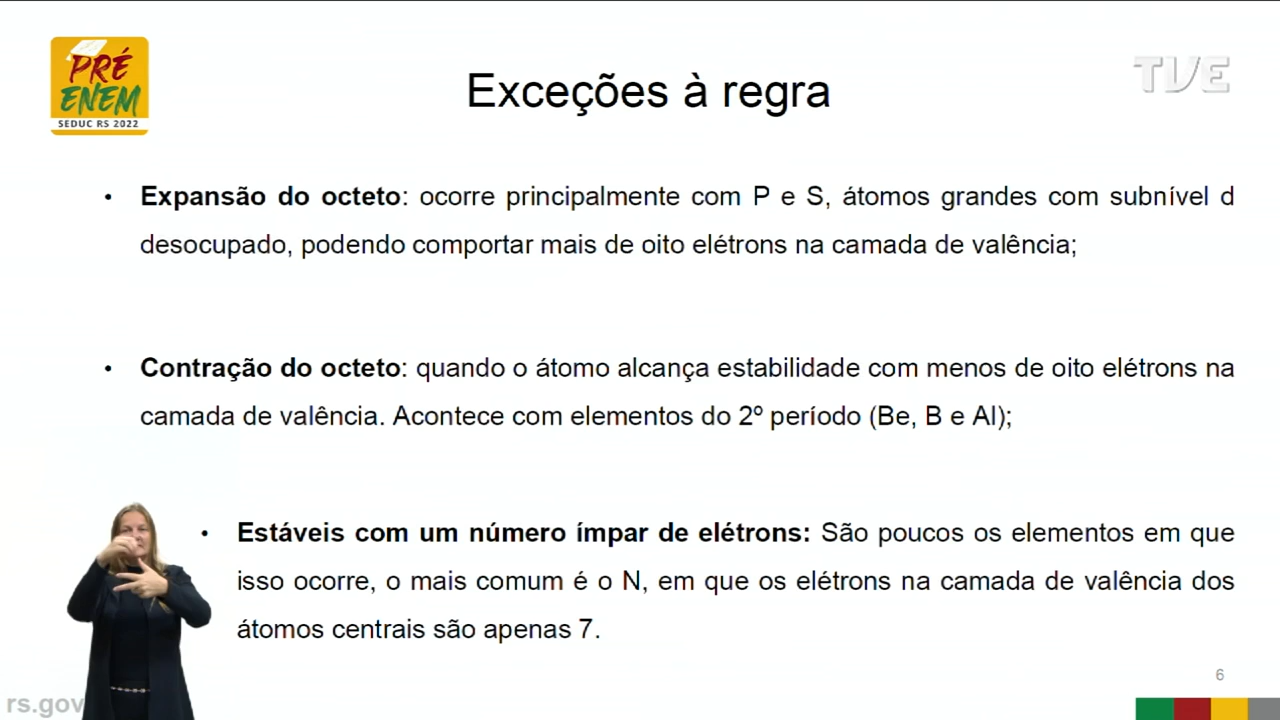 PRÉ
ENEM
SEDUC RS 2022
Exceções à regra
TVE
• Expansão do octeto: ocorre principalmente com P e S, átomos grandes com subnível d
desocupado, podendo comportar mais de oito elétrons na camada de valência;
• Contração do octeto: quando o átomo alcança estabilidade com menos de oito elétrons na
camada de valência. Acontece com elementos do 2º período (Be, B e Al);
• Estáveis com um número ímpar de elétrons: São poucos os elementos em que
isso ocorre, o mais comum é o N, em que os elétrons na camada de valência dos
átomos centrais são apenas 7.
6
rs.gov